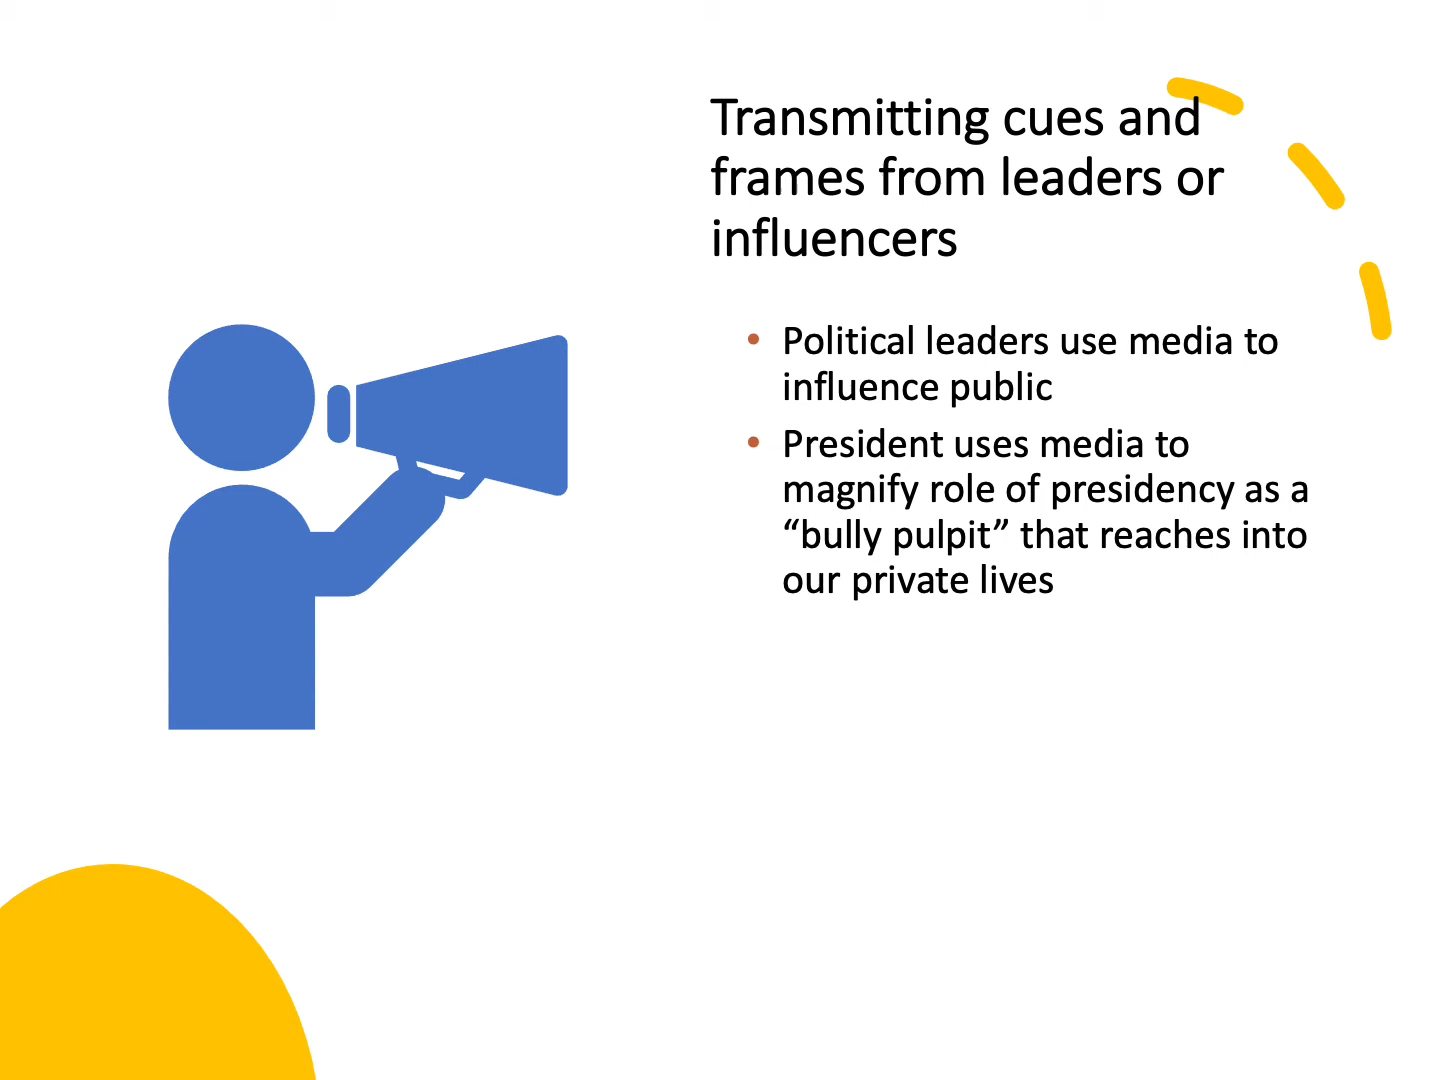 Transmitting cues and
frames from leaders or
influencers
• Political leaders use media to
influence public
• President uses media to
magnify role of presidency as a
“bully pulpit” that reaches into
our private lives